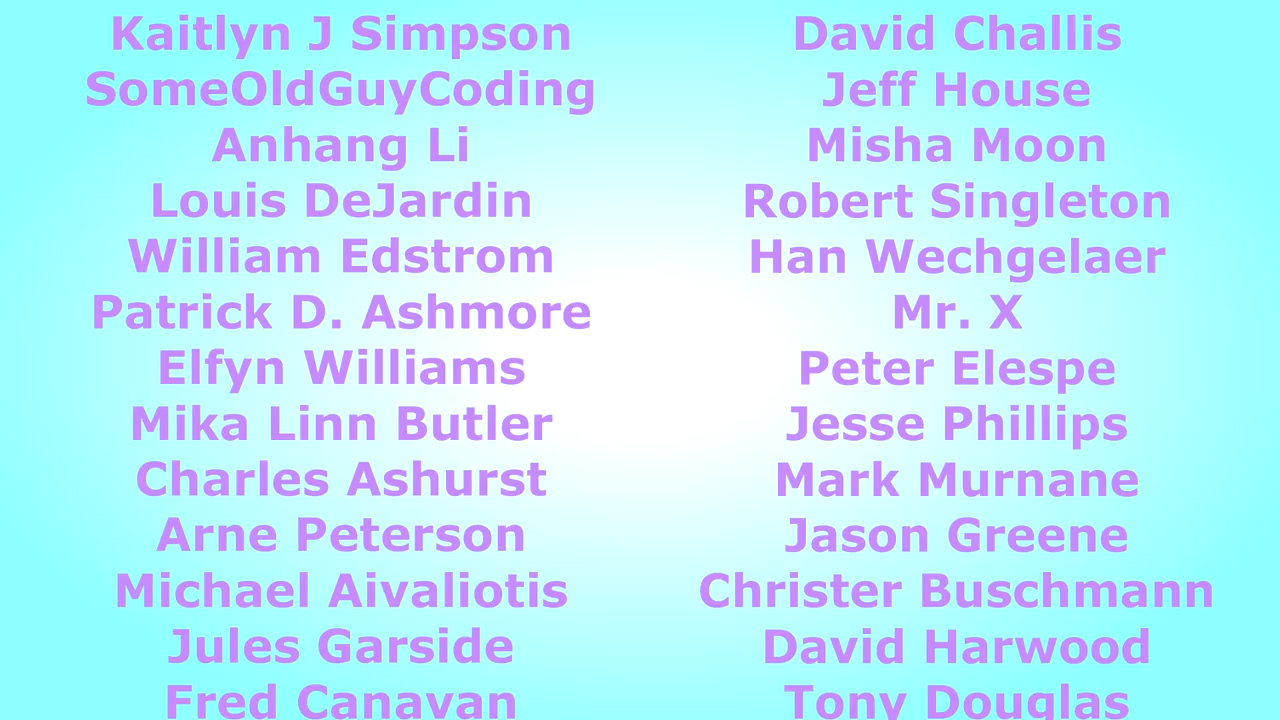 Kaitlyn J Simpson
SomeOldGuyCoding
Anhang Li
Louis DeJardin
William Edstrom
Patrick D. Ashmore
Elfyn Williams
Mika Linn Butler
Charles Ashurst
Arne Peterson
Michael Aivaliotis
Jules Garside
Fred Canavan
David Challis
Jeff House
Misha Moon
Robert Singleton
Han Wechgelaer
Mr. X
Peter Elespe
Jesse Phillips
Mark Murnane
Jason Greene
Christer Buschmann
David Harwood
Tony Douglas